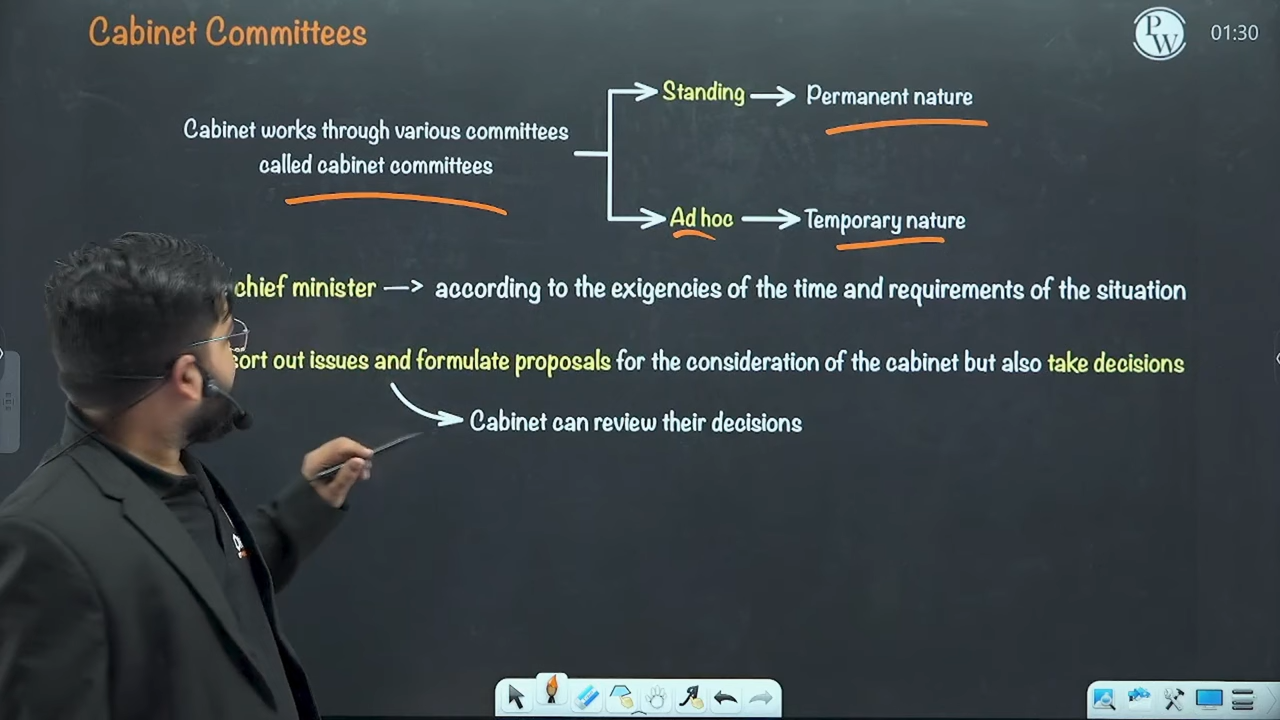 Cabinet Committees
PW
01:30
Standing
Permanent nature
Cabinet works through various committees
called cabinet committees
Ad hoc
Temporary nature
chief minister —> according to the exigencies of the time and requirements of the situation
sort out issues and formulate proposals for the consideration of the cabinet but also take decisions
Cabinet can review their decisions